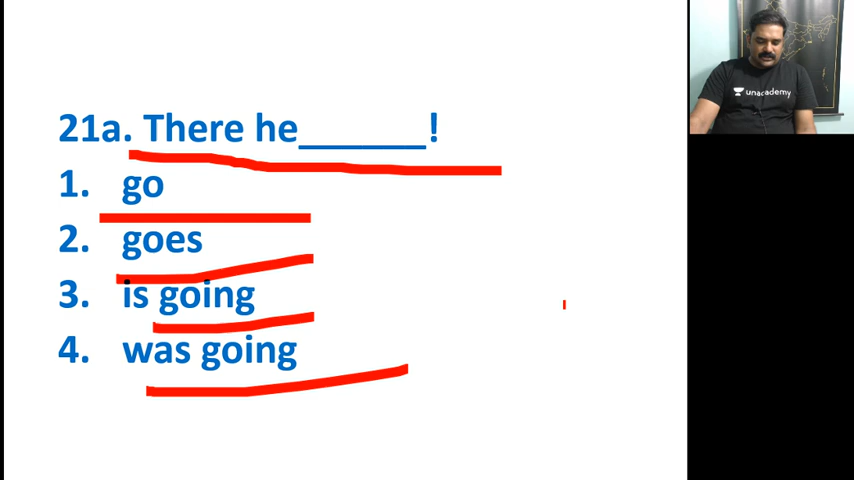 21a. There he______!
1. go
2. goes
3. is going
4. was going
unacademy